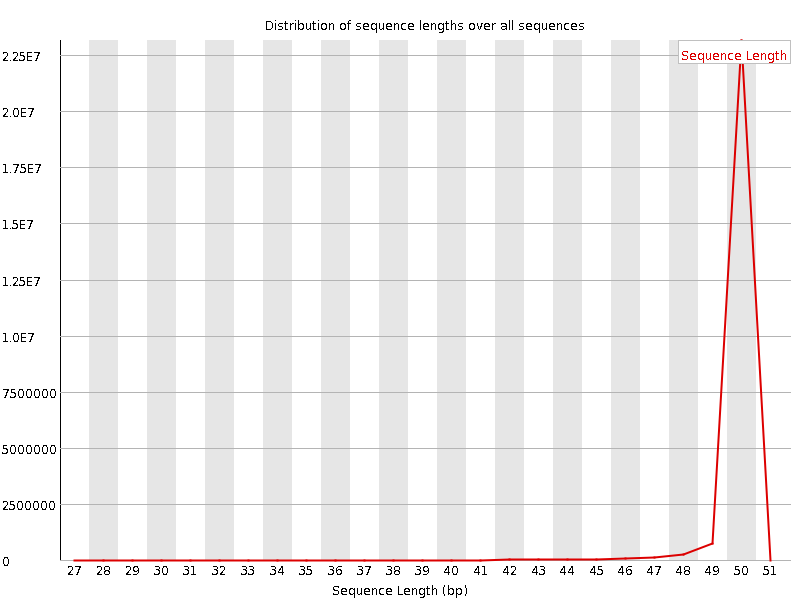 Distribution of sequence lengths over all sequences
Sequence Length
2.25E7
2.0E7
1.75E7
1.5E7
1.25E7
1.0E7
7500000
5000000
2500000
0
27 28 29 30 31 32 33 34 35 36 37 38 39 40 41 42 43 44 45 46 47 48 49 50 51
Sequence Length (bp)